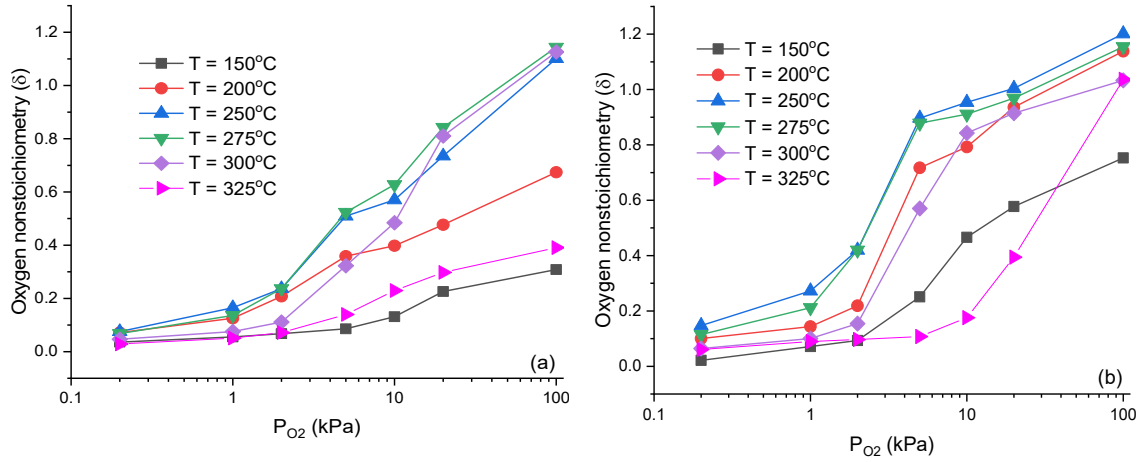 Oxygen nonstoichiometry (δ)
1.2
1.0
0.8
0.6
0.4
0.2
0.0
T = 150°C
T = 200°C
T = 250°C
T = 275°C
T = 300°C
T = 325°C
(a)
0.1
1
10
100
P_O2 (kPa)
Oxygen nonstoichiometry (δ)
1.2
1.0
0.8
0.6
0.4
0.2
0.0
T = 150°C
T = 200°C
T = 250°C
T = 275°C
T = 300°C
T = 325°C
(b)
0.1
1
10
100
P_O2 (kPa)